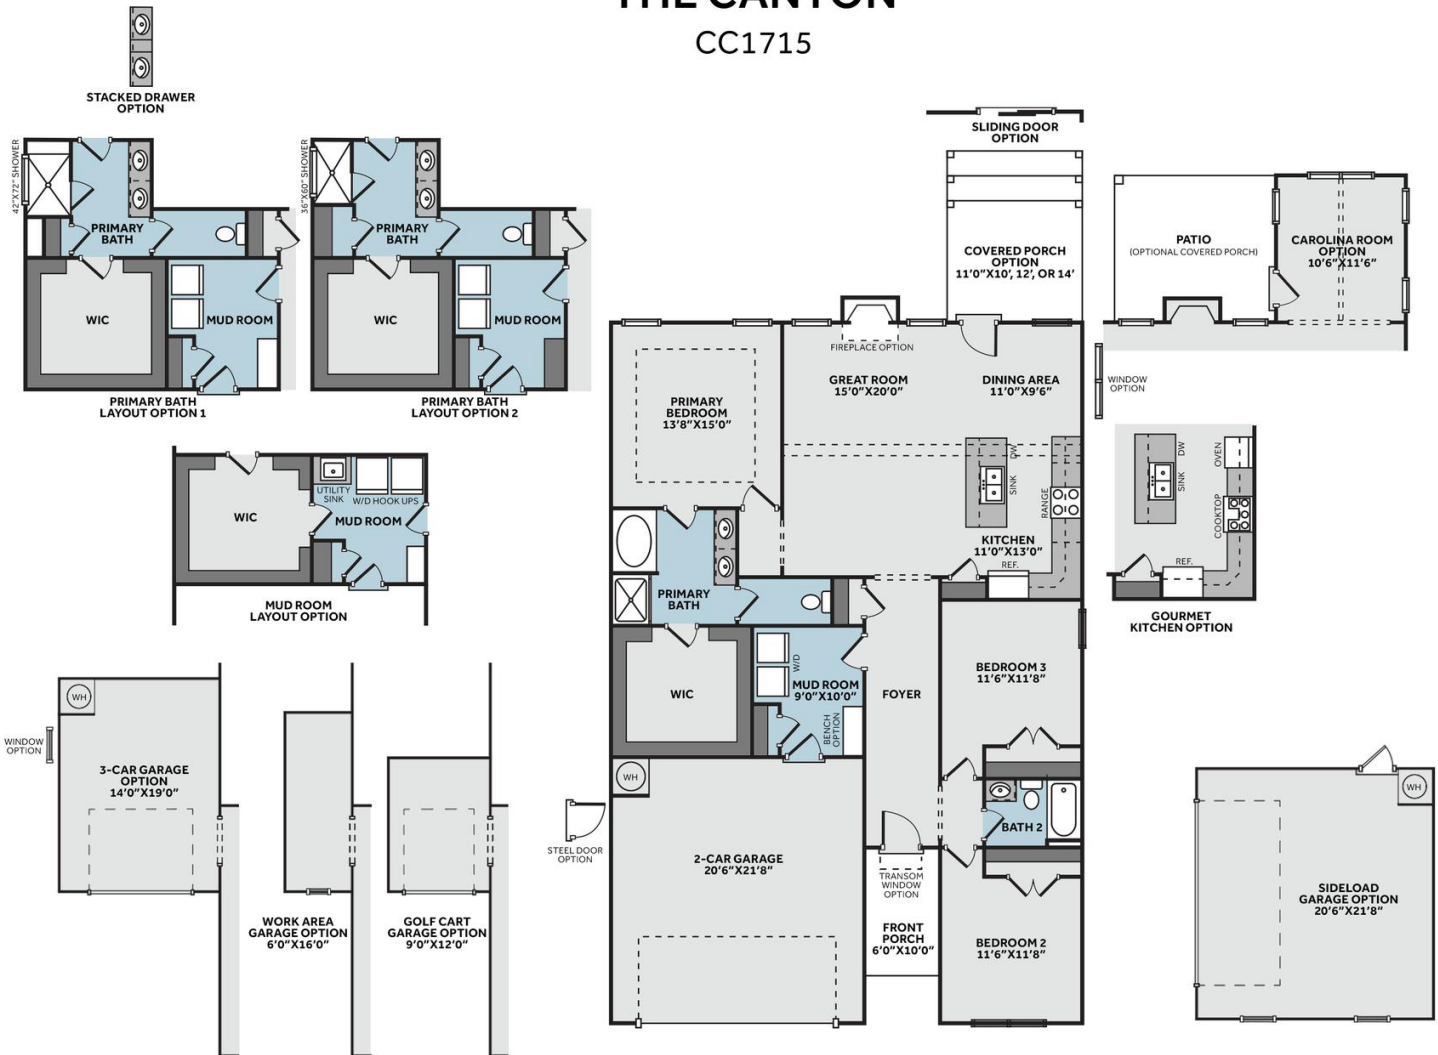 THE CANYON
CC1715
STACKED DRAWER
OPTION
42"X72" SHOWER
PRIMARY
BATH
WIC
MUD ROOM
PRIMARY BATH
LAYOUT OPTION 1
36"X60" SHOWER
PRIMARY
BATH
WIC
MUD ROOM
PRIMARY BATH
LAYOUT OPTION 2
UTILITY
SINK
W/D HOOK UPS
WIC
MUD ROOM
MUD ROOM
LAYOUT OPTION
SLIDING DOOR
OPTION
COVERED PORCH
OPTION
11'0"X10', 12', OR 14'
PATIO
(OPTIONAL COVERED PORCH)
CAROLINA ROOM
OPTION
10'6"X11'6"
WINDOW
OPTION
FIREPLACE OPTION
GREAT ROOM
15'0"X20'0"
DINING AREA
11'0"X9'6"
PRIMARY
BEDROOM
13'8"X15'0"
DW
SINK
RANGE
KITCHEN
11'0"X13'0"
REF.
DW
SINK
OVEN
COOKTOP
REF.
GOURMET
KITCHEN OPTION
PRIMARY
BATH
WIC
W/D
MUD ROOM
9'0"X10'0"
BENCH
OPTION
FOYER
BEDROOM 3
11'6"X11'8"
BATH 2
WH
2-CAR GARAGE
20'6"X21'8"
STEEL DOOR
OPTION
TRANSOM
WINDOW
OPTION
FRONT
PORCH
6'0"X10'0"
BEDROOM 2
11'6"X11'8"
WH
WINDOW
OPTION
3-CAR GARAGE
OPTION
14'0"X19'0"
WORK AREA
GARAGE OPTION
6'0"X16'0"
GOLF CART
GARAGE OPTION
9'0"X12'0"
WH
SIDELOAD
GARAGE OPTION
20'6"X21'8"